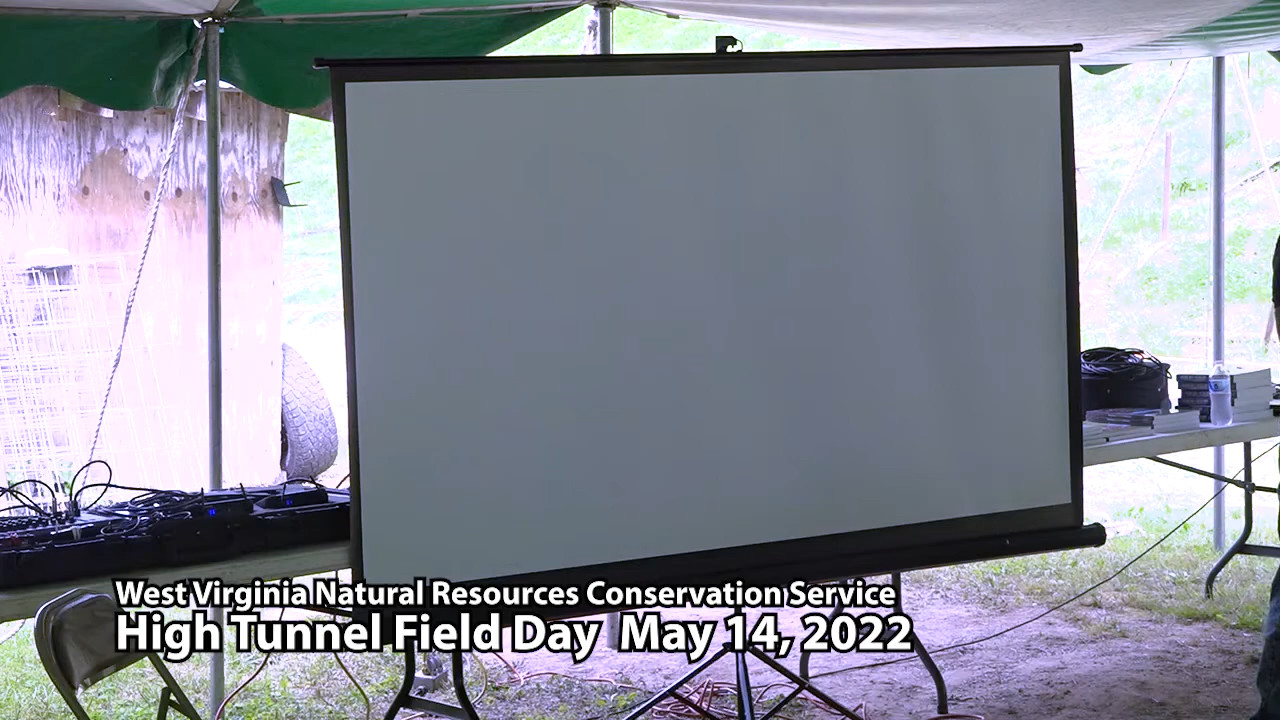 West Virginia Natural Resources Conservation Service
High Tunnel Field Day May 14, 2022